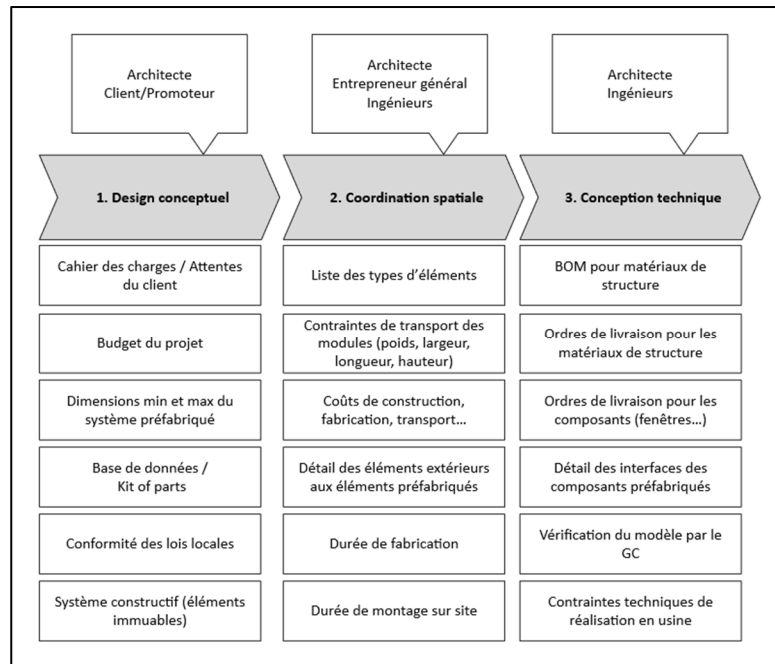 Architecte
Client/Promoteur
Architecte
Entrepreneur général
Ingénieurs
Architecte
Ingénieurs
1. Design conceptuel
2. Coordination spatiale
3. Conception technique
Cahier des charges / Attentes
du client
Liste des types d’éléments
BOM pour matériaux de
structure
Budget du projet
Contraintes de transport des
modules (poids, largeur,
longueur, hauteur)
Ordres de livraison pour les
matériaux de structure
Dimensions min et max du
système préfabriqué
Coûts de construction,
fabrication, transport...
Ordres de livraison pour les
composants (fenêtres...)
Base de données /
Kit of parts
Détail des éléments extérieurs
aux éléments préfabriqués
Détail des interfaces des
composants préfabriqués
Conformité des lois locales
Durée de fabrication
Vérification du modèle par le
GC
Système constructif (éléments
immuables)
Durée de montage sur site
Contraintes techniques de
réalisation en usine